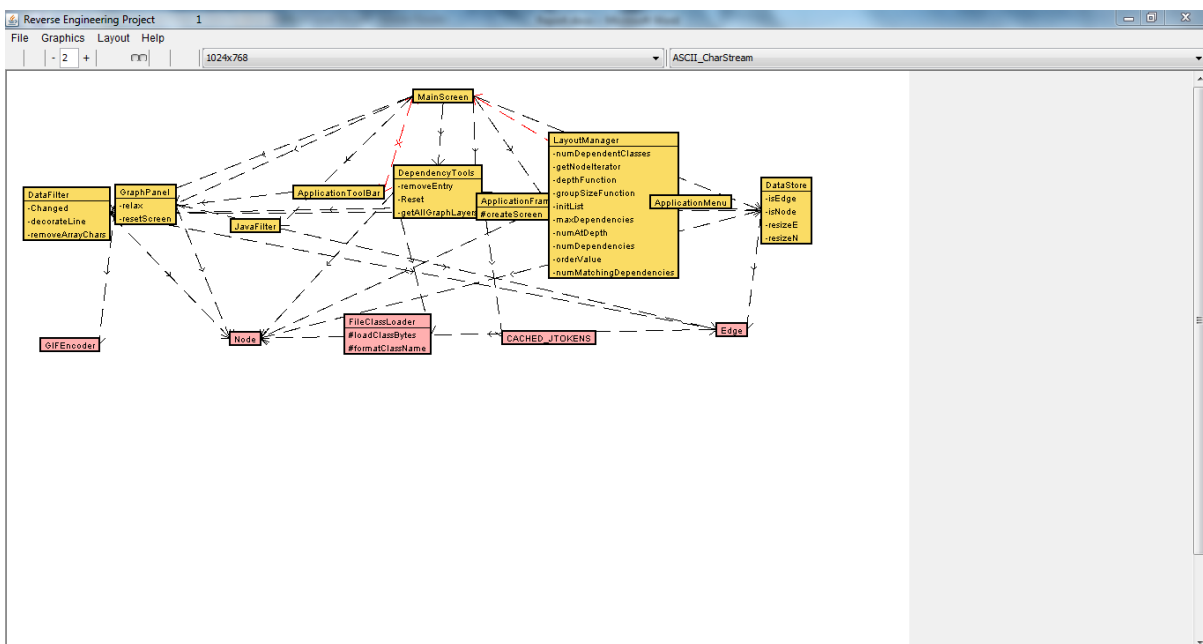 Reverse Engineering Project 1
File Graphics Layout Help
- 2 + 1024x768 ASCII_CharStream
MainScreen
LayoutManager
-numDependentClasses
-getNodeIterator
-depthFunction
-groupSizeFunction
-initList
-maxDependencies
-numAtDepth
-numDependencies
-orderValue
-numMatchingDependencies
DependencyTools
-removeEntry
-Reset
-getAllGraphLayers
DataFilter
-Changed
-decorateLine
-removeArrayChars
GraphPanel
-relax
-resetScreen
ApplicationToolBar
JavaFilter
ApplicationFram
#createScreen
ApplicationMenu
DataStore
-isEdge
-isNode
-resizeE
-resizeN
GIFEncoder
Node
FileClassLoader
#loadClassBytes
#formatClassName
CACHED_JTOKENS
Edge